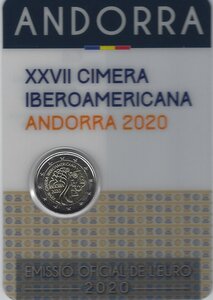 ANDORRA
XXVII CIMERA
IBEROAMERICANA
ANDORRA 2020
EMISSIÓ OFICIAL DE L'EURO
2020